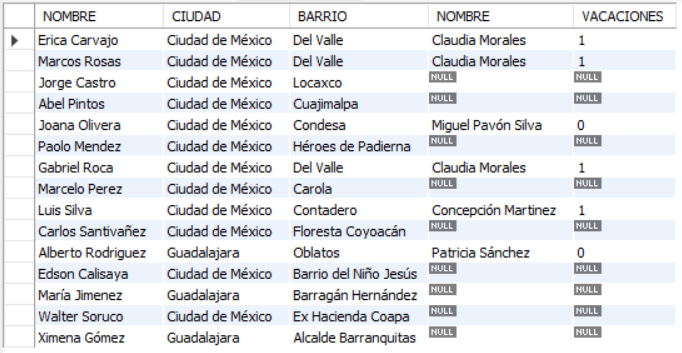 NOMBRE CIUDAD BARRIO NOMBRE VACACIONES
Erica Carvajo Ciudad de México Del Valle Claudia Morales 1
Marcos Rosas Ciudad de México Del Valle Claudia Morales 1
Jorge Castro Ciudad de México Locaxco NULL NULL
Abel Pintos Ciudad de México Cuajimalpa NULL NULL
Joana Olivera Ciudad de México Condesa Miguel Pavón Silva 0
Paolo Mendez Ciudad de México Héroes de Padierna NULL NULL
Gabriel Roca Ciudad de México Del Valle Claudia Morales 1
Marcelo Perez Ciudad de México Carola NULL NULL
Luis Silva Ciudad de México Contadero Concepción Martinez 1
Carlos Santivañez Ciudad de México Floresta Coyoacán NULL NULL
Alberto Rodriguez Guadalajara Oblatos Patricia Sánchez 0
Edson Calisaya Ciudad de México Barrio del Niño Jesús NULL NULL
María Jimenez Guadalajara Barragán Hernández NULL NULL
Walter Soruco Ciudad de México Ex Hacienda Coapa NULL NULL
Ximena Gómez Guadalajara Alcalde Barranquitas NULL NULL